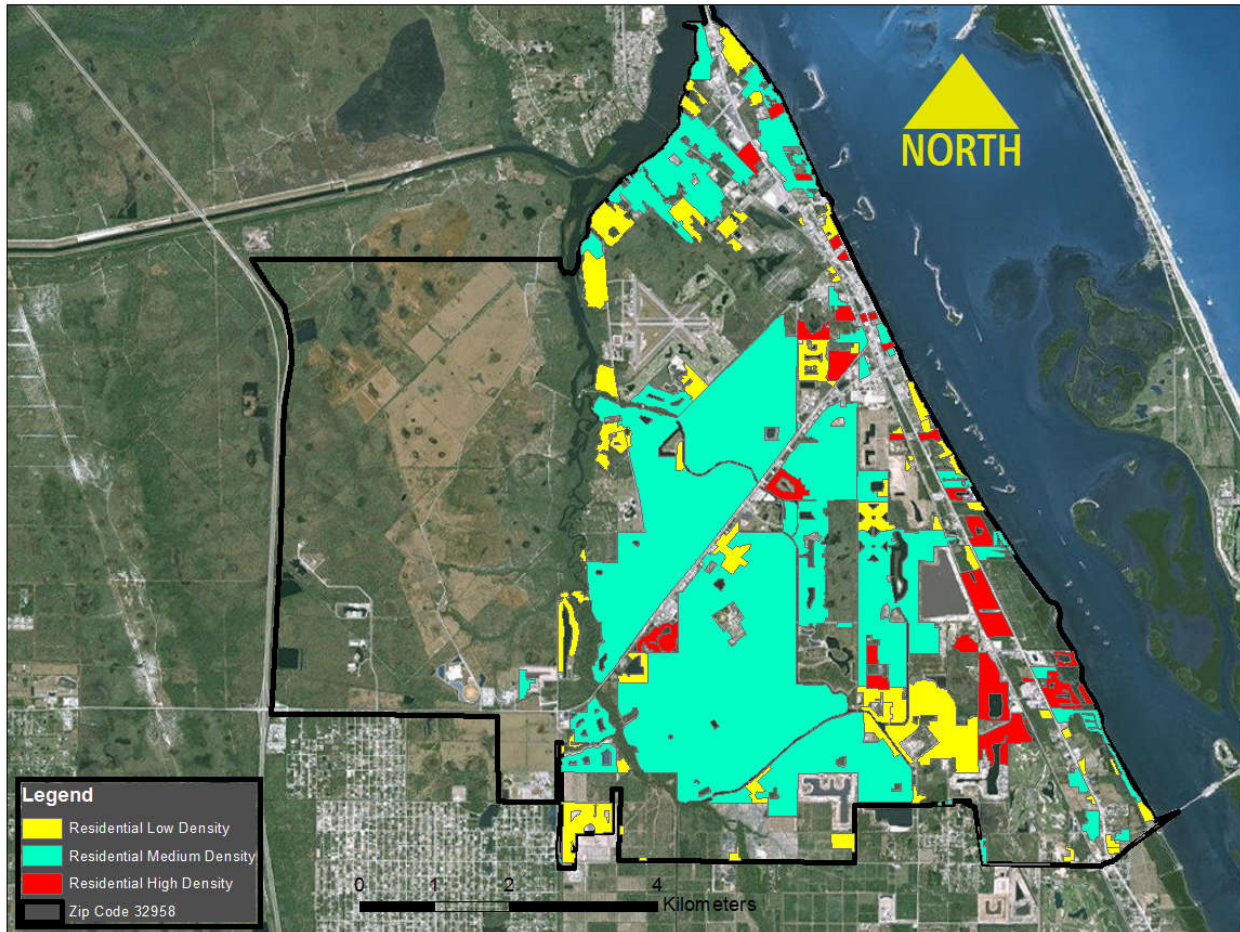 NORTH
Legend
Residential Low Density
Residential Medium Density
Residential High Density
Zip Code 32958
0 1 2 4
Kilometers